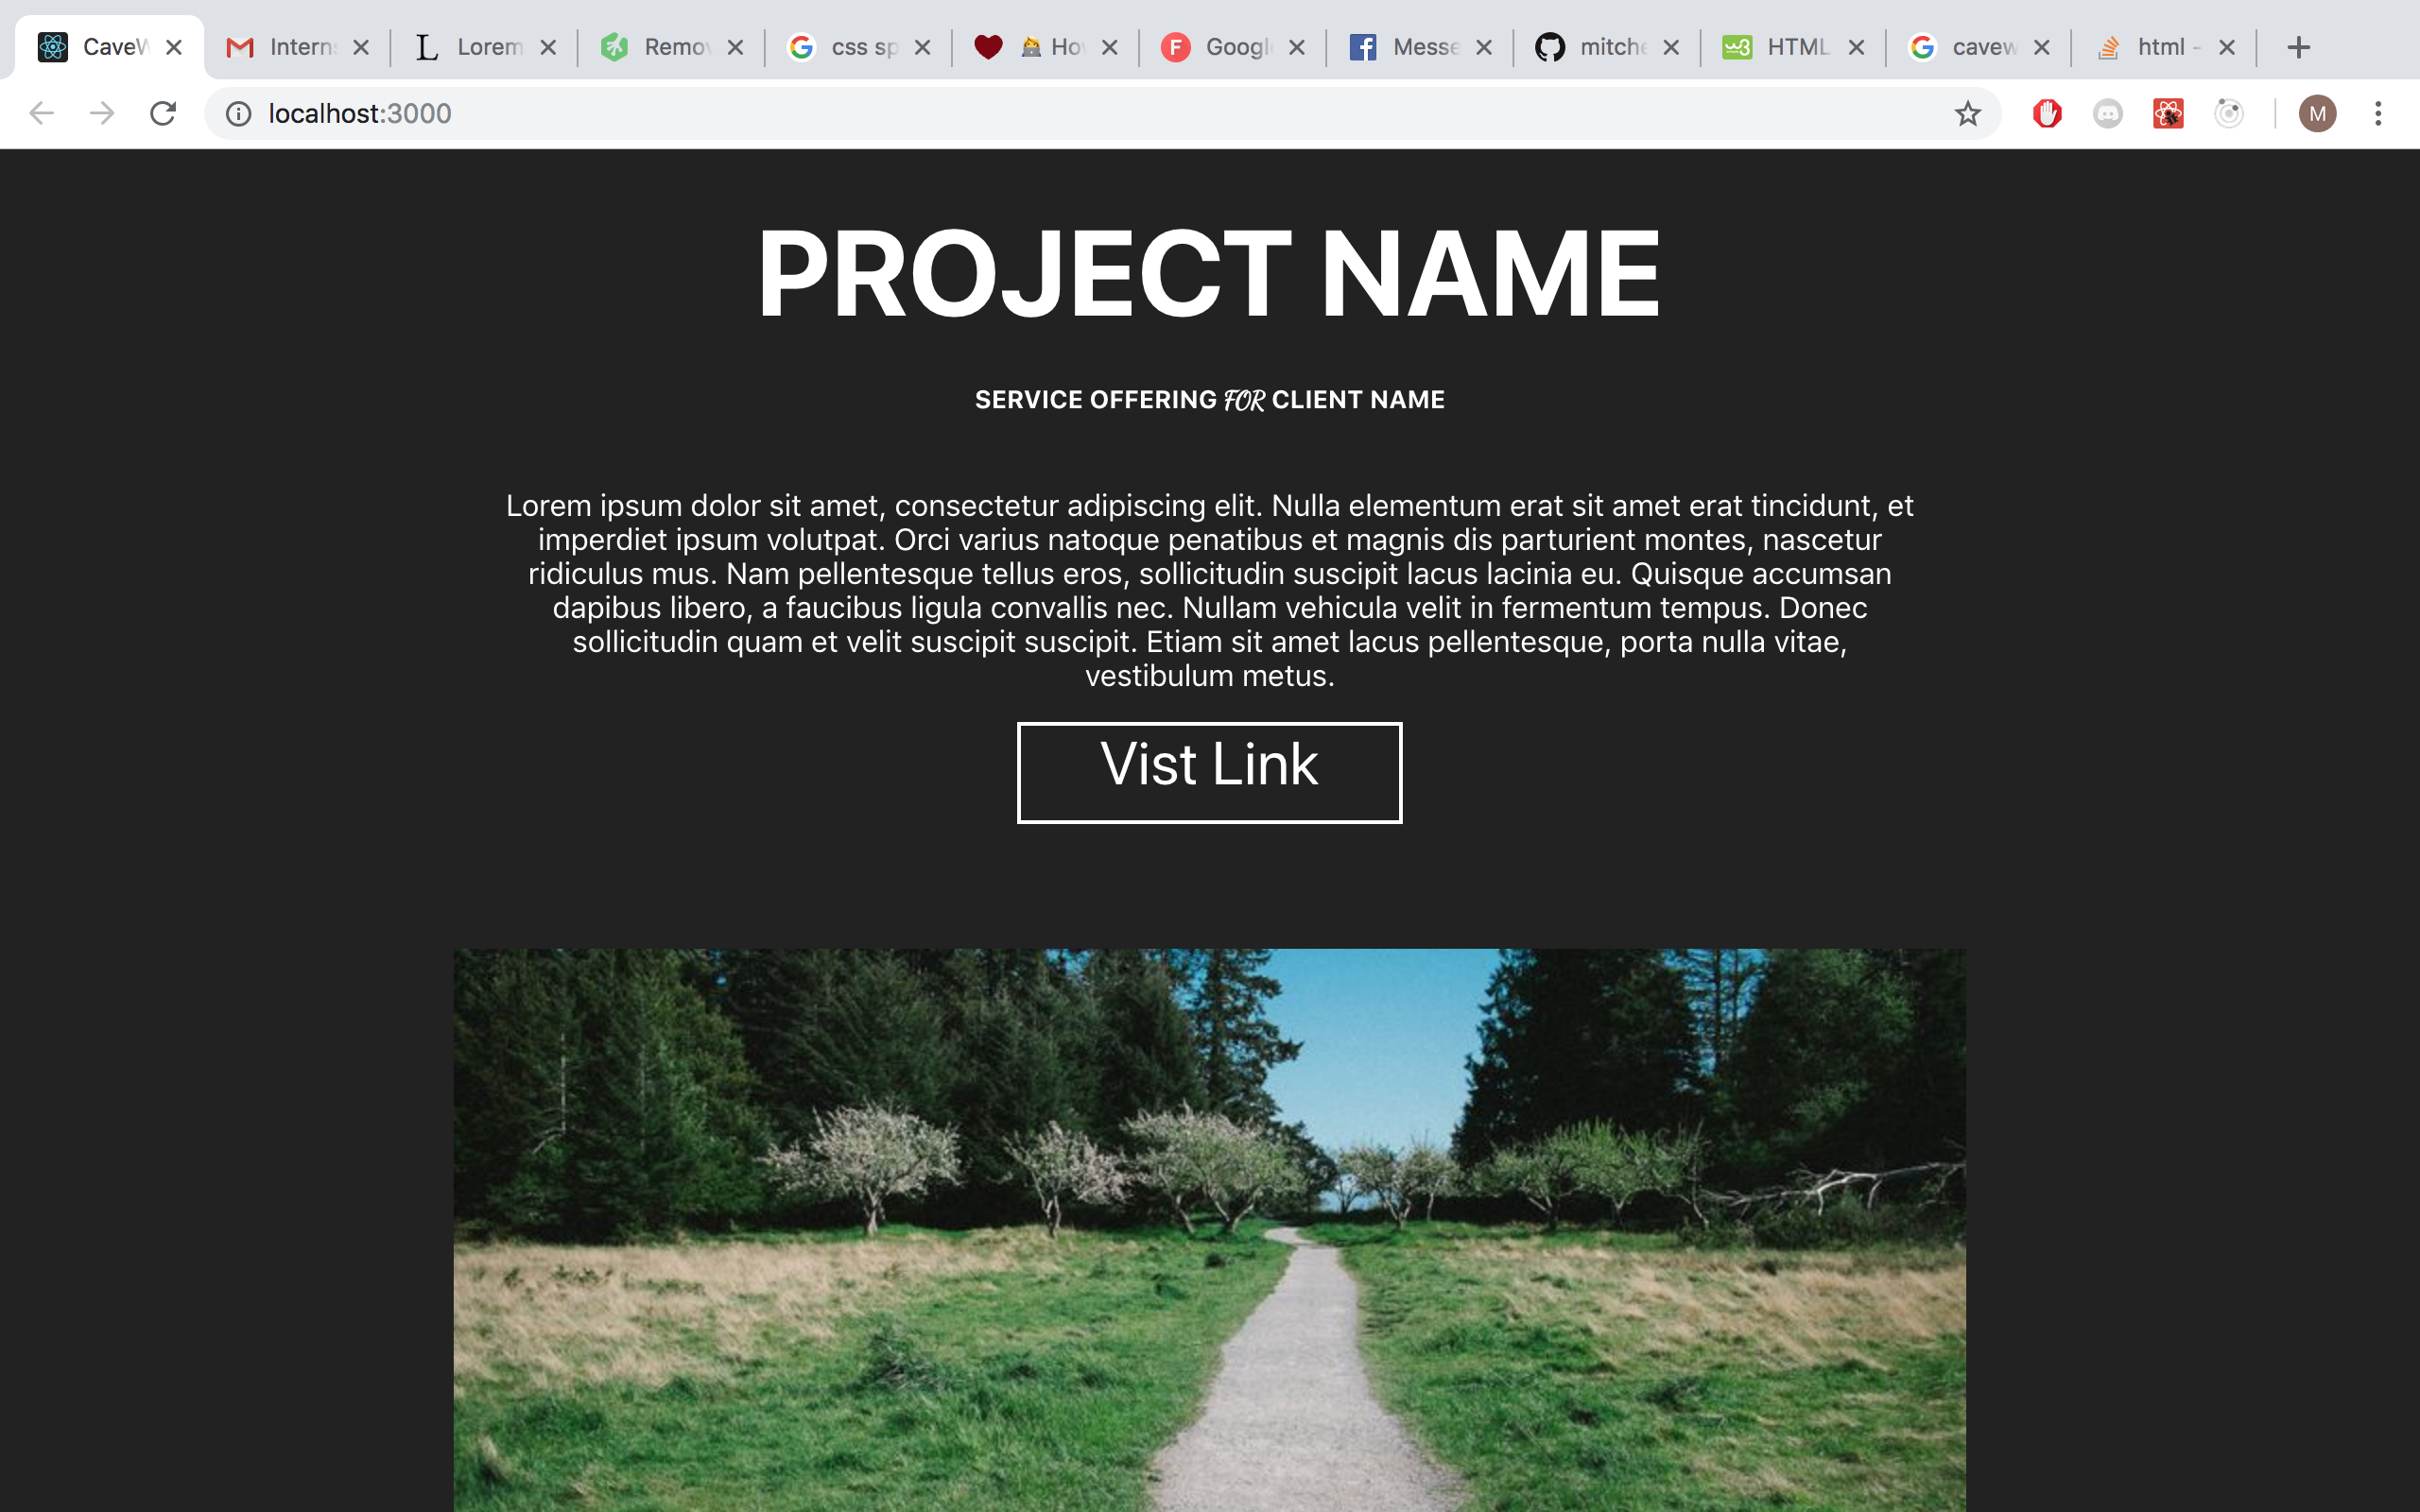 CaveW
Intern
Lorem
Remov
css sp
Hov
Googl
Messe
mitche
HTML
cavew
html -
localhost:3000
M
PROJECT NAME
SERVICE OFFERING FOR CLIENT NAME
Lorem ipsum dolor sit amet, consectetur adipiscing elit. Nulla elementum erat sit amet erat tincidunt, et
imperdiet ipsum volutpat. Orci varius natoque penatibus et magnis dis parturient montes, nascetur
ridiculus mus. Nam pellentesque tellus eros, sollicitudin suscipit lacus lacinia eu. Quisque accumsan
dapibus libero, a faucibus ligula convallis nec. Nullam vehicula velit in fermentum tempus. Donec
sollicitudin quam et velit suscipit suscipit. Etiam sit amet lacus pellentesque, porta nulla vitae,
vestibulum metus.
Vist Link